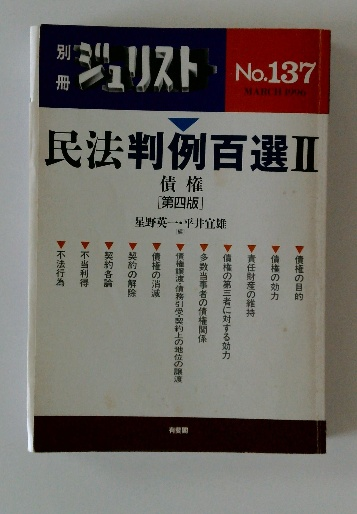 別冊
ジュリスト
No.137
MARCH 1996
民法判例百選II
債権
[第四版]
星野英一・平井宜雄
編
▼債権の目的
▼債権の効力
▼責任財産の維持
▼債権の第三者に対する効力
▼多数当事者の債権関係
▼債権譲渡・債務引受・契約上の地位の譲渡
▼債権の消滅
▼契約の解除
▼契約各論
▼不当利得
▼不法行為
有斐閣